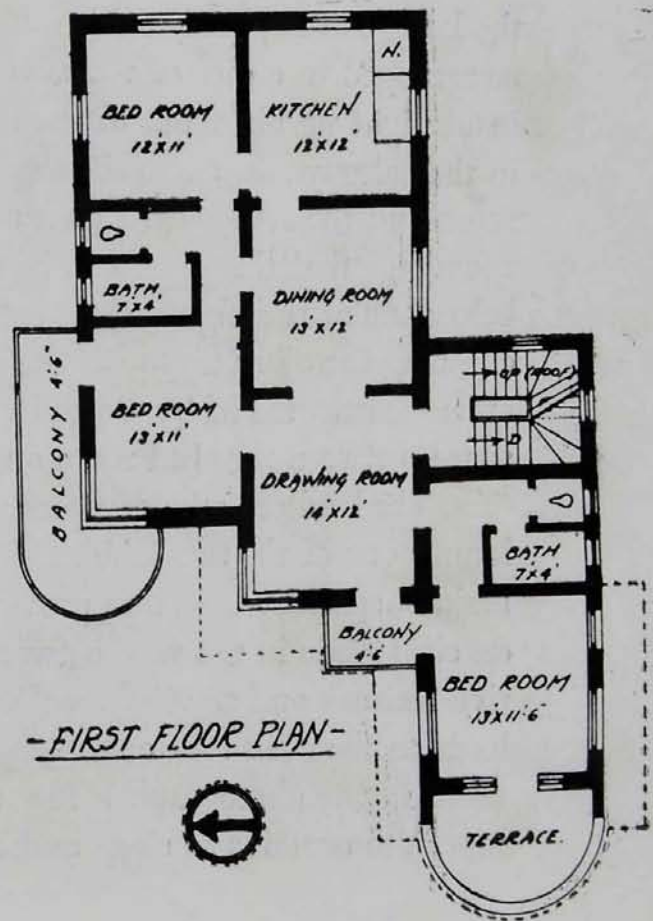 BED ROOM
12'X11'
KITCHEN
12'X12'
N.
BATH.
7'X4'
DINING ROOM
13'X12'
BALCONY 4'-6"
BED ROOM
13'X11'
UP (ROOF)
D
DRAWING ROOM
14'X12'
BATH
7'X4'
BALCONY
4'-6"
BED ROOM
13'X11'-6"
-FIRST FLOOR PLAN-
TERRACE.